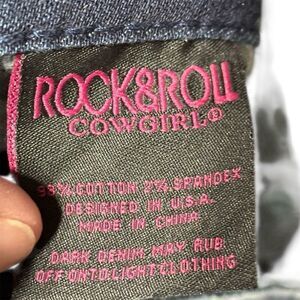 ROCK&ROLL
COWGIRL®
98% COTTON 2% SPANDEX
DESIGNED IN U.S.A.
MADE IN CHINA
DARK DENIM MAY RUB
OFF ONTO LIGHT CLOTHING